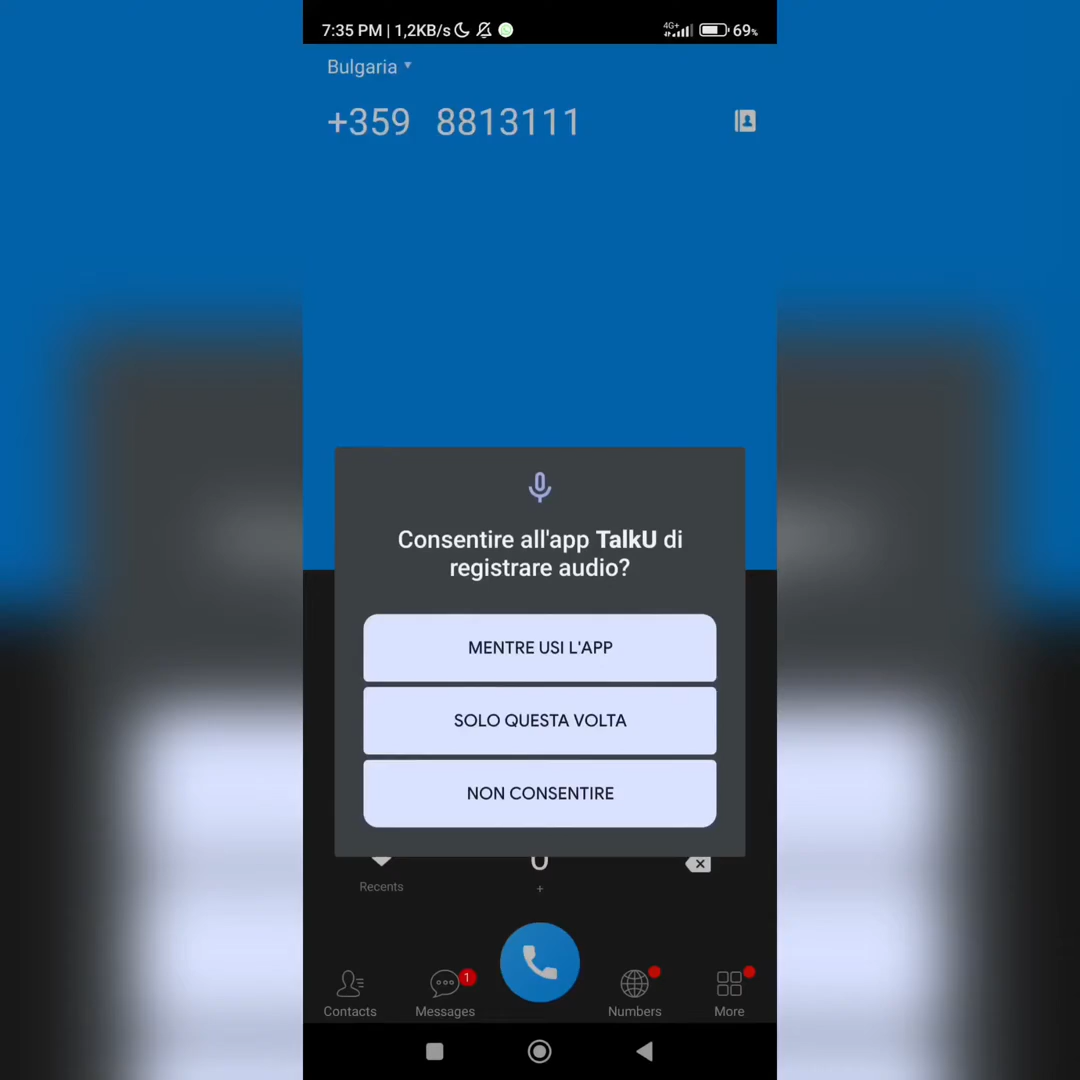 7:35 PM | 1,2KB/s 4G+ 69%
Bulgaria
+359 8813111
Consentire all'app TalkU di
registrare audio?
MENTRE USI L'APP
SOLO QUESTA VOLTA
NON CONSENTIRE
0
Recents +
1
Contacts Messages Numbers More